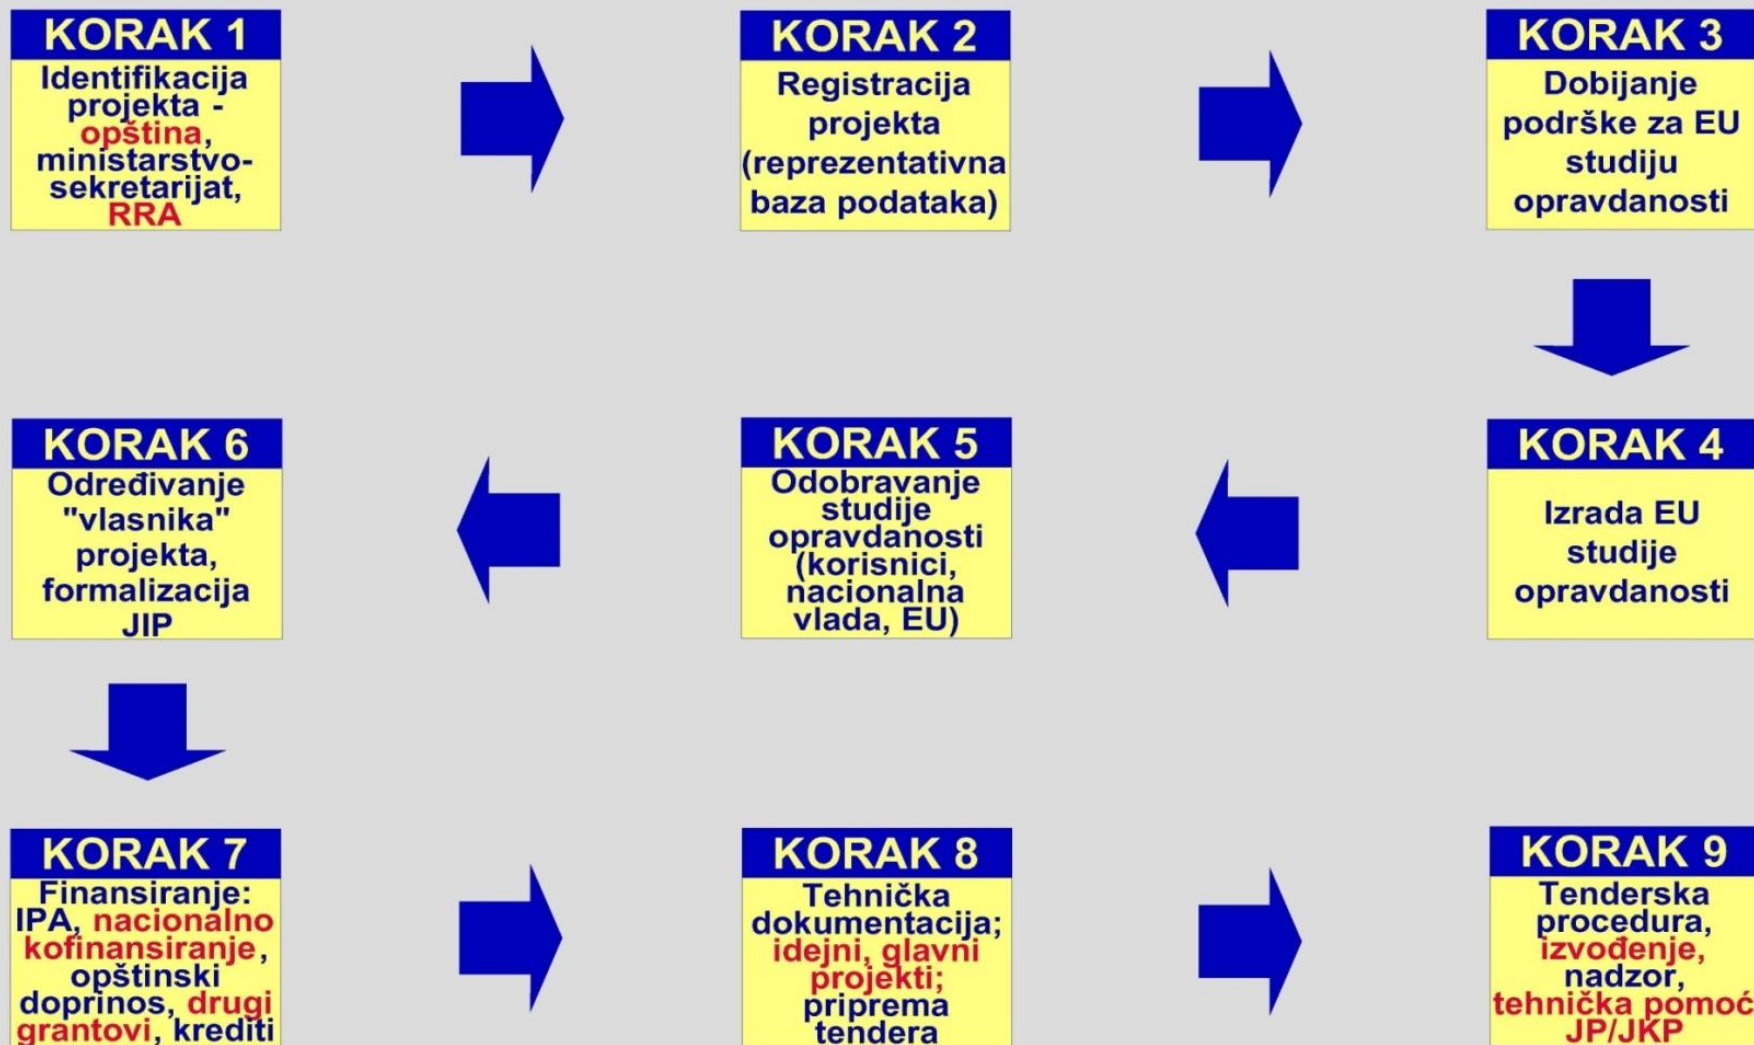 KORAK 1
Identifikacija
projekta -
opština,
ministarstvo-
sekretarijat,
RRA
KORAK 2
Registracija
projekta
(reprezentativna
baza podataka)
KORAK 3
Dobijanje
podrške za EU
studiju
opravdanosti
KORAK 4
Izrada EU
studije
opravdanosti
KORAK 5
Odobravanje
studije
opravdanosti
(korisnici,
nacionalna
vlada, EU)
KORAK 6
Određivanje
"vlasnika"
projekta,
formalizacija
JIP
KORAK 7
Finansiranje:
IPA, nacionalno
kofinansiranje,
opštinski
doprinos, drugi
grantovi, krediti
KORAK 8
Tehnička
dokumentacija;
idejni, glavni
projekti;
priprema
tendera
KORAK 9
Tenderska
procedura,
izvođenje,
nadzor,
tehnička pomoć
JP/JKP